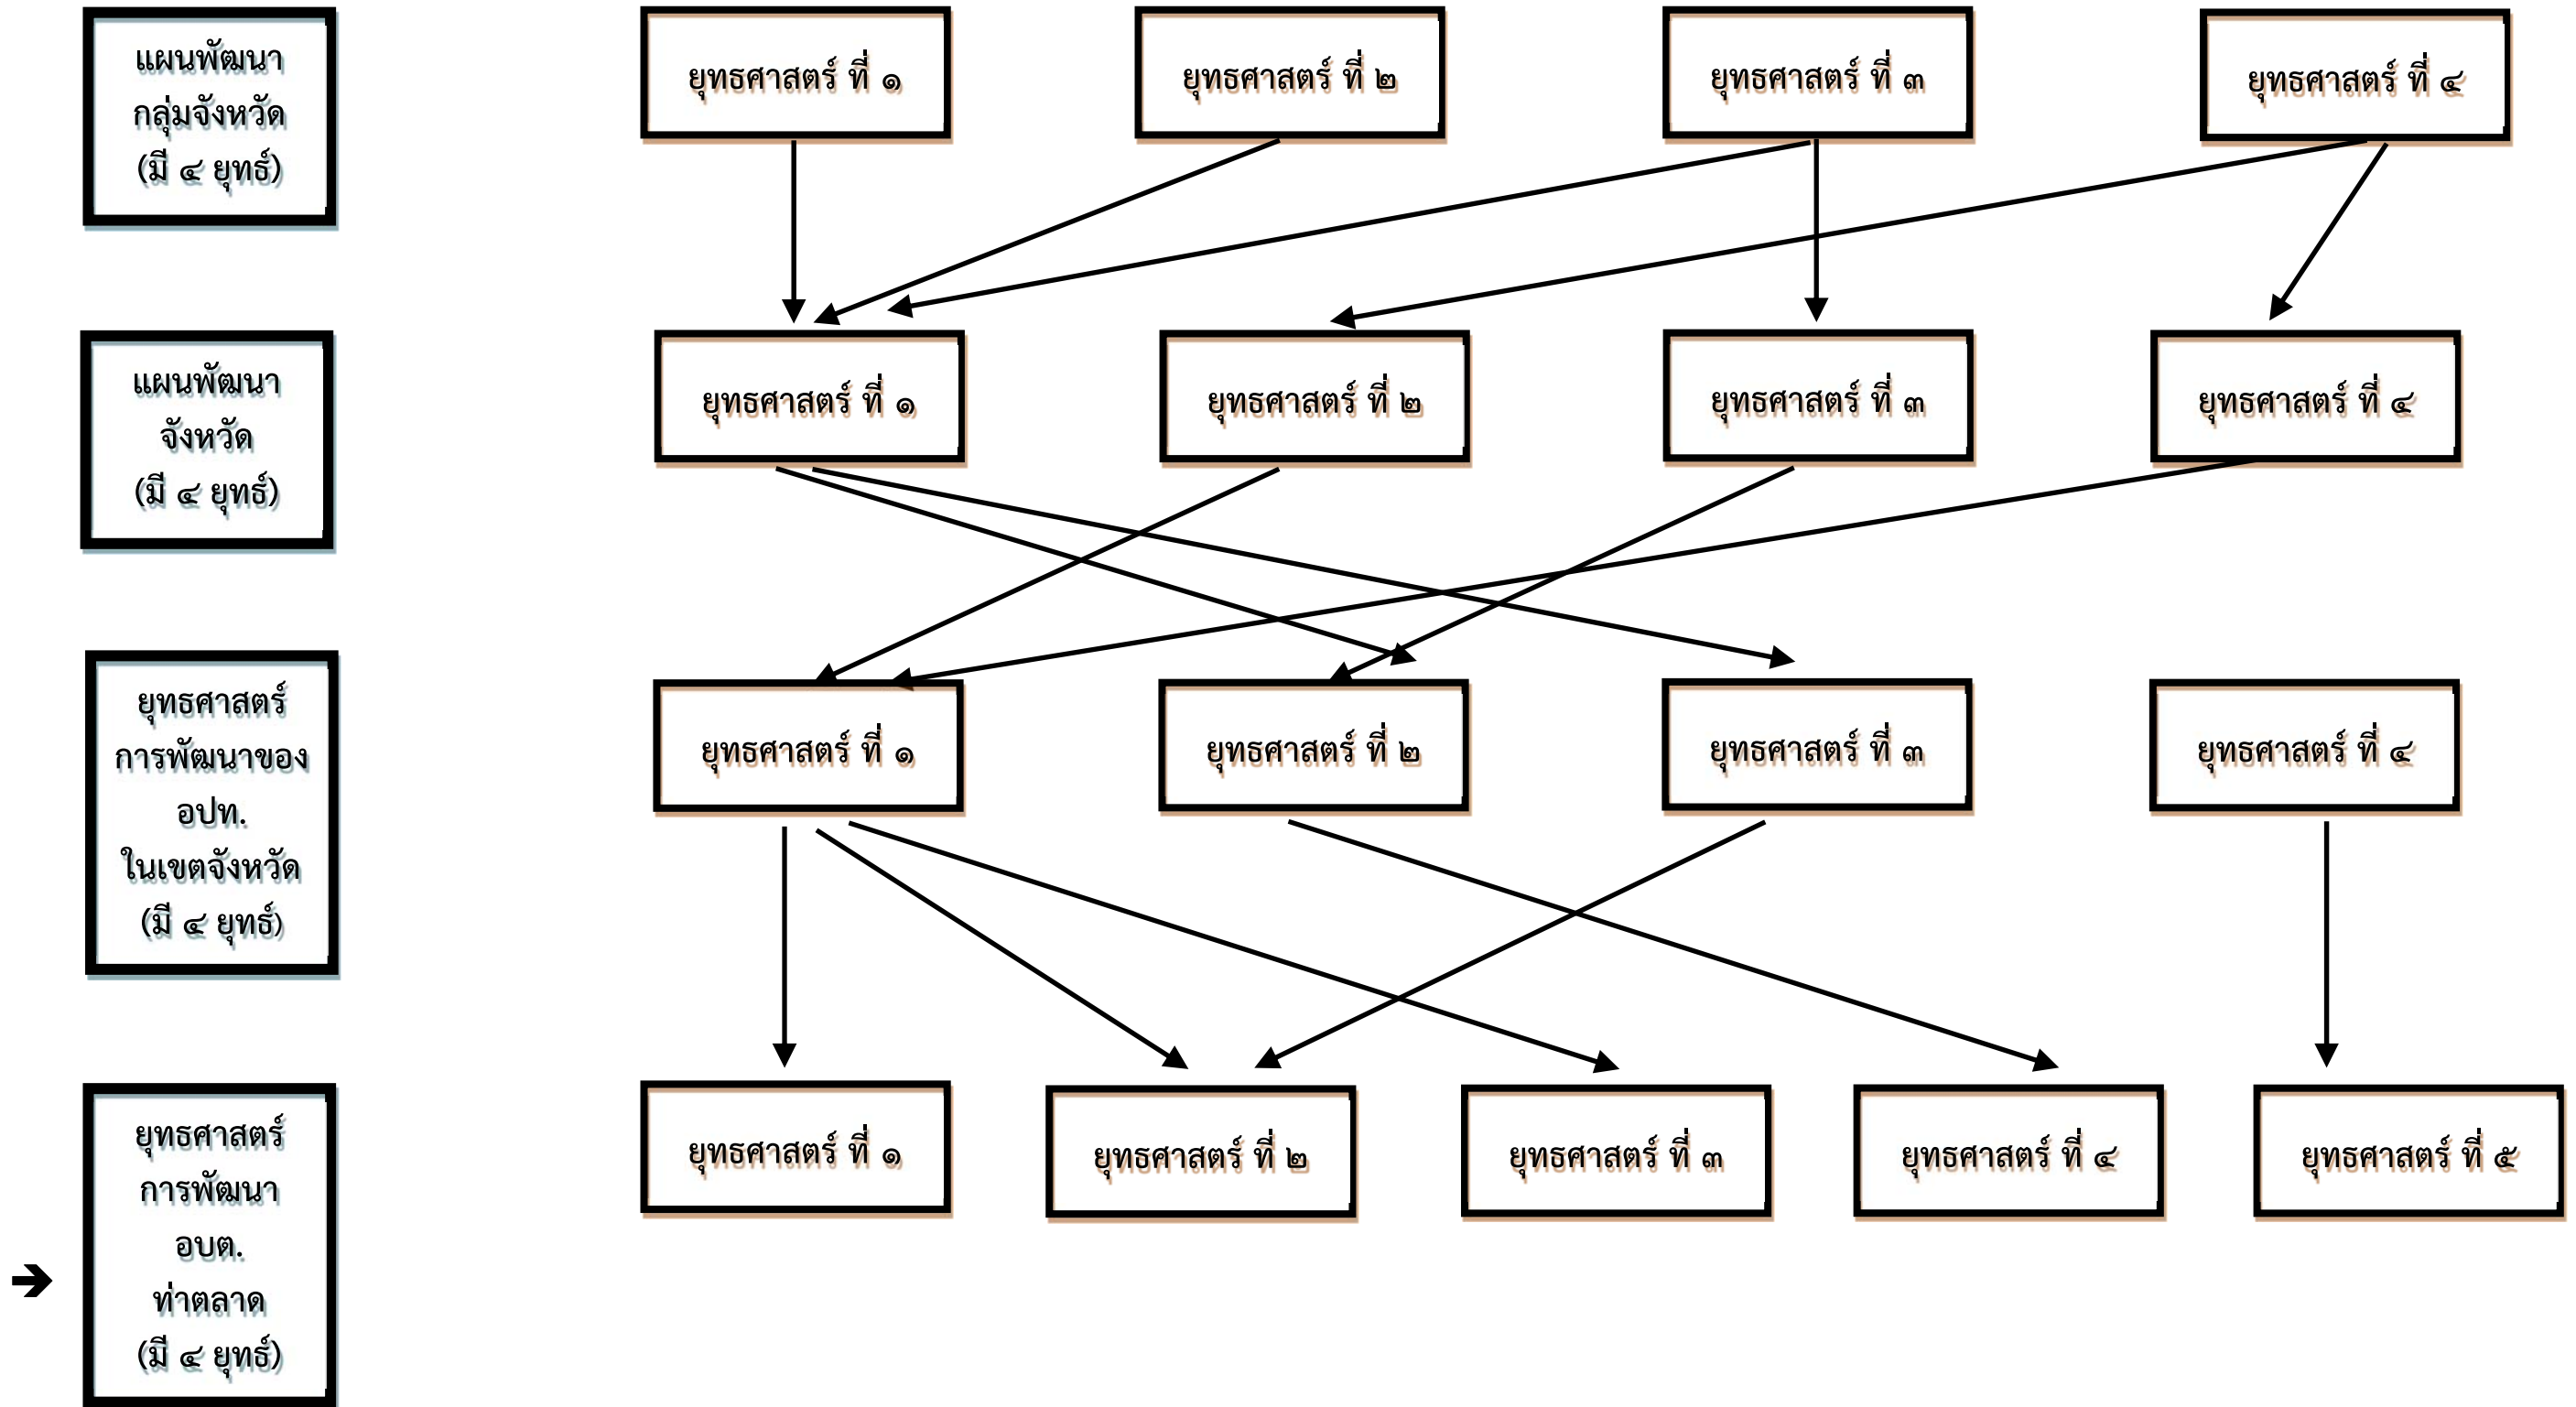 แผนพัฒนา
กลุ่มจังหวัด
(มี ๔ ยุทธ์)
ยุทธศาสตร์ ที่ ๑
ยุทธศาสตร์ ที่ ๒
ยุทธศาสตร์ ที่ ๓
ยุทธศาสตร์ ที่ ๔
แผนพัฒนา
จังหวัด
(มี ๔ ยุทธ์)
ยุทธศาสตร์ ที่ ๑
ยุทธศาสตร์ ที่ ๒
ยุทธศาสตร์ ที่ ๓
ยุทธศาสตร์ ที่ ๔
ยุทธศาสตร์
การพัฒนาของ
อปท.
ในเขตจังหวัด
(มี ๔ ยุทธ์)
ยุทธศาสตร์ ที่ ๑
ยุทธศาสตร์ ที่ ๒
ยุทธศาสตร์ ที่ ๓
ยุทธศาสตร์ ที่ ๔
ยุทธศาสตร์
การพัฒนา
อบต.
ท่าตลาด
(มี ๔ ยุทธ์)
ยุทธศาสตร์ ที่ ๑
ยุทธศาสตร์ ที่ ๒
ยุทธศาสตร์ ที่ ๓
ยุทธศาสตร์ ที่ ๔
ยุทธศาสตร์ ที่ ๕